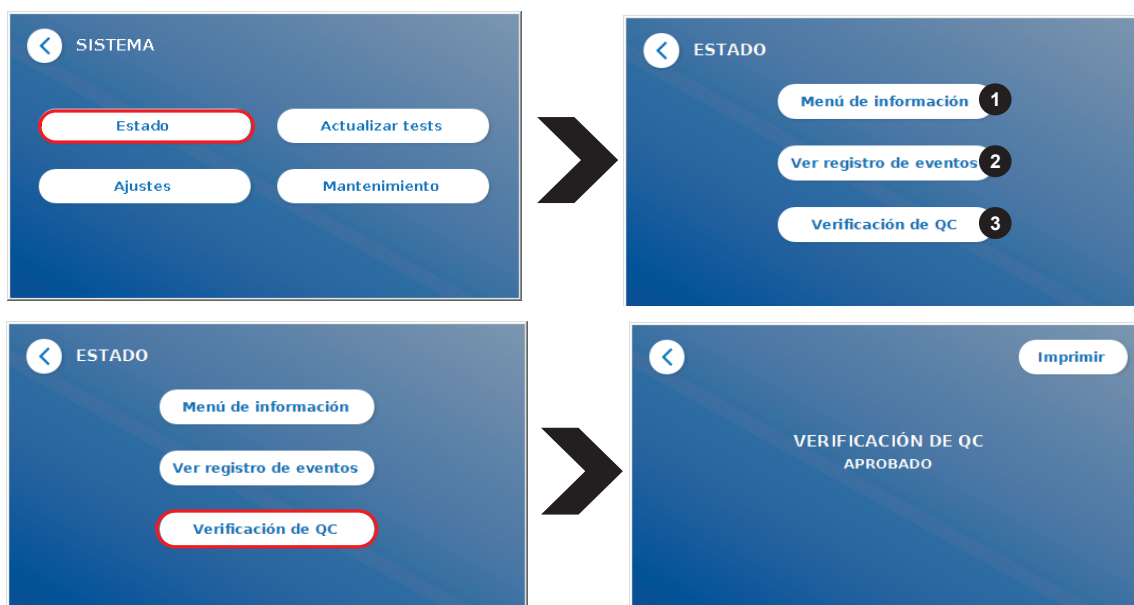 SISTEMA
Estado
Actualizar tests
Ajustes
Mantenimiento
ESTADO
Menú de información 1
Ver registro de eventos 2
Verificación de QC 3
ESTADO
Menú de información
Ver registro de eventos
Verificación de QC
Imprimir
VERIFICACIÓN DE QC
APROBADO